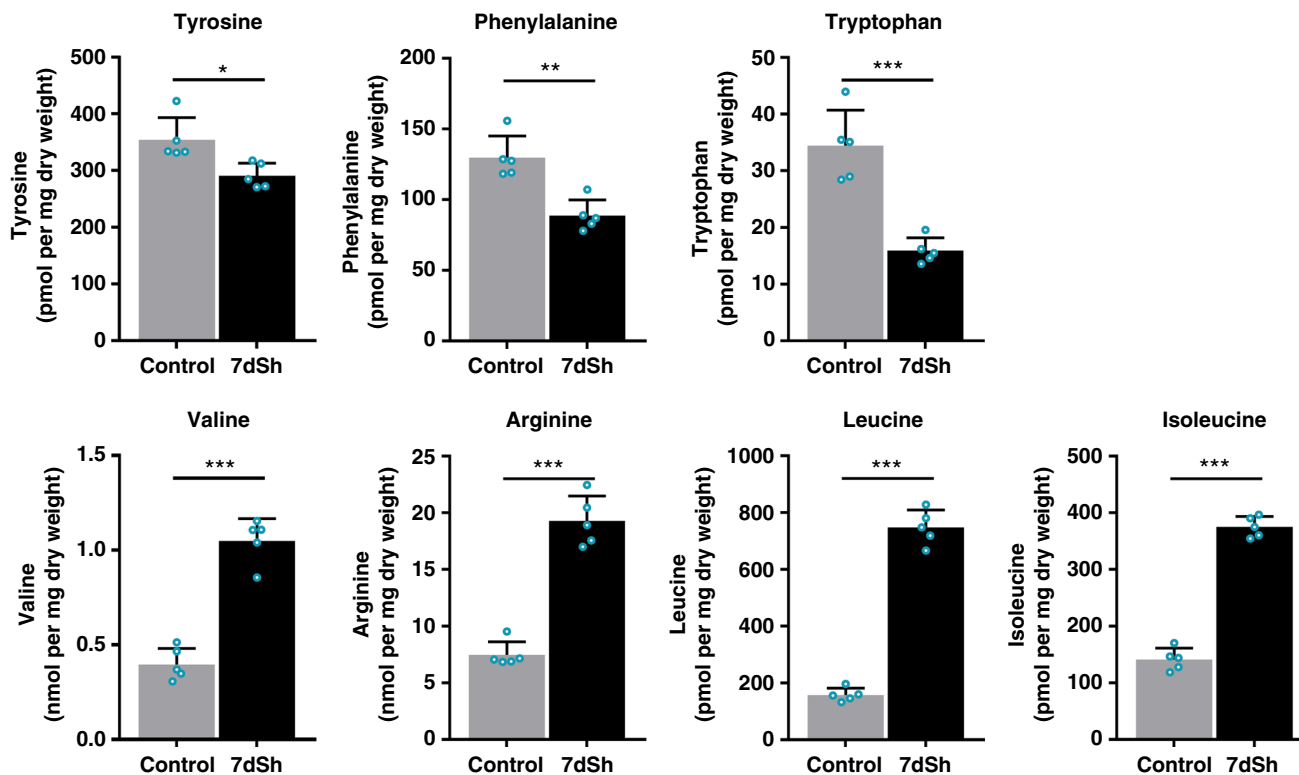 Tyrosine
Tyrosine
(pmol per mg dry weight)
500
400
300
200
100
0
*
Control 7dSh
Phenylalanine
Phenylalanine
(pmol per mg dry weight)
200
150
100
50
0
**
Control 7dSh
Tryptophan
Tryptophan
(pmol per mg dry weight)
50
40
30
20
10
0
***
Control 7dSh
Valine
Valine
(nmol per mg dry weight)
1.5
1.0
0.5
0.0
***
Control 7dSh
Arginine
Arginine
(nmol per mg dry weight)
25
20
15
10
5
0
***
Control 7dSh
Leucine
Leucine
(pmol per mg dry weight)
1000
800
600
400
200
0
***
Control 7dSh
Isoleucine
Isoleucine
(pmol per mg dry weight)
500
400
300
200
100
0
***
Control 7dSh